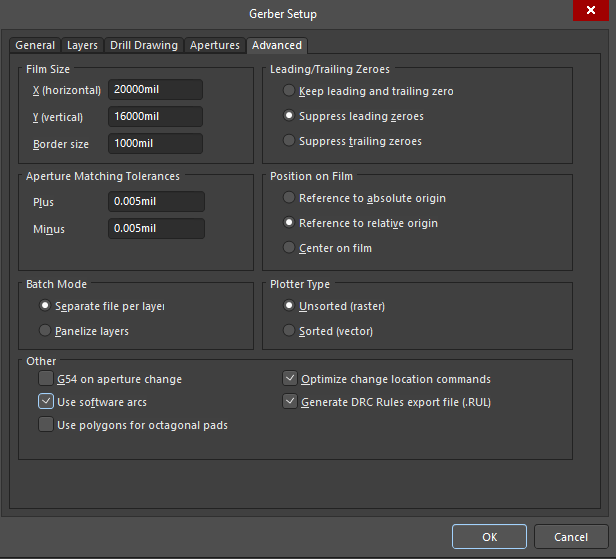 Gerber Setup
General Layers Drill Drawing Apertures Advanced
Film Size
X (horizontal) 20000mil
Y (vertical) 16000mil
Border size 1000mil
Leading/Trailing Zeroes
Keep leading and trailing zero
Suppress leading zeroes
Suppress trailing zeroes
Aperture Matching Tolerances
Plus 0.005mil
Minus 0.005mil
Position on Film
Reference to absolute origin
Reference to relative origin
Center on film
Batch Mode
Separate file per layer
Panelize layers
Plotter Type
Unsorted (raster)
Sorted (vector)
Other
G54 on aperture change
Use software arcs
Use polygons for octagonal pads
Optimize change location commands
Generate DRC Rules export file (.RUL)
OK Cancel